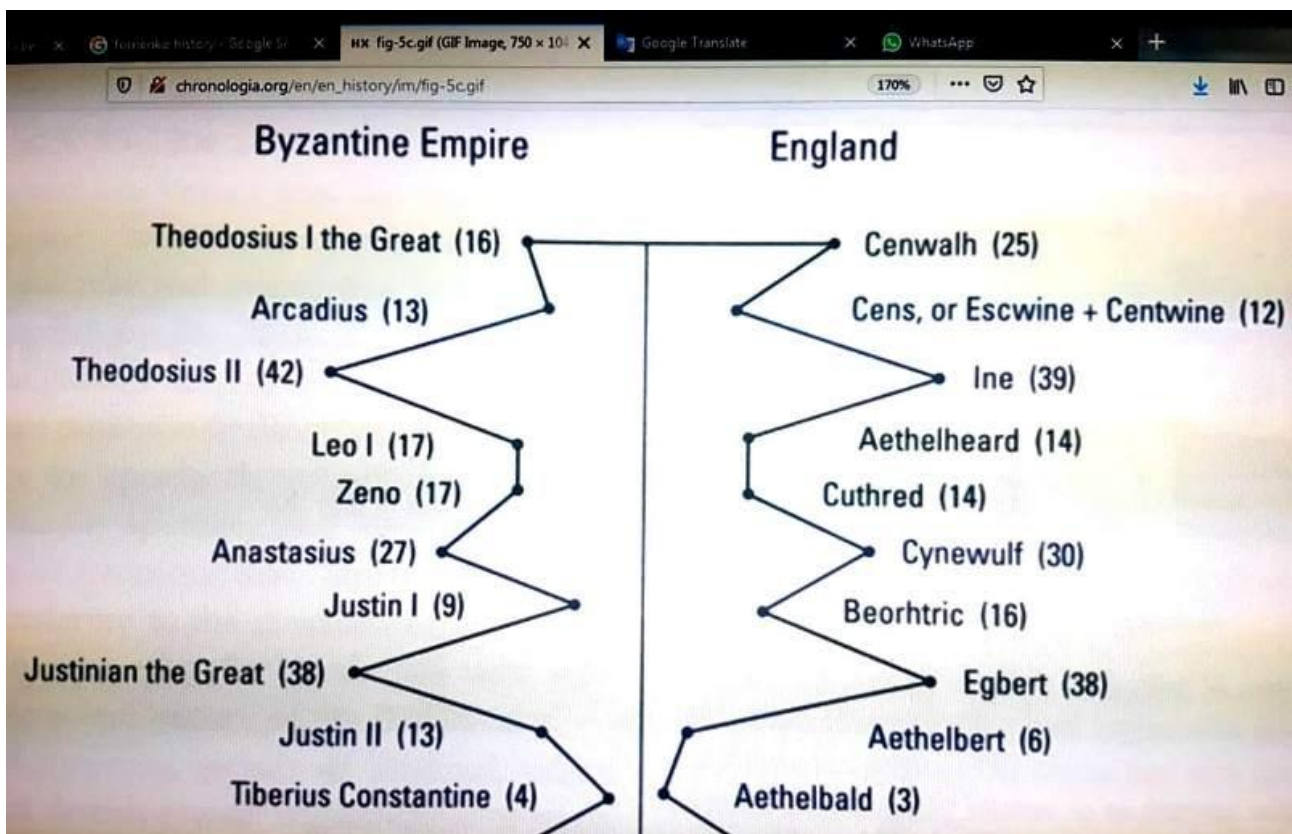 fig-5c.gif (GIF Image, 750 × 10
Google Translate
WhatsApp
chronologia.org/en/en_history/im/fig-5c.gif
170%
Byzantine Empire
England
Theodosius I the Great (16)
Cenwalh (25)
Arcadius (13)
Cens, or Escwine + Centwine (12)
Theodosius II (42)
Ine (39)
Leo I (17)
Aethelheard (14)
Zeno (17)
Cuthred (14)
Anastasius (27)
Cynewulf (30)
Justin I (9)
Beorhtric (16)
Justinian the Great (38)
Egbert (38)
Justin II (13)
Aethelbert (6)
Tiberius Constantine (4)
Aethelbald (3)